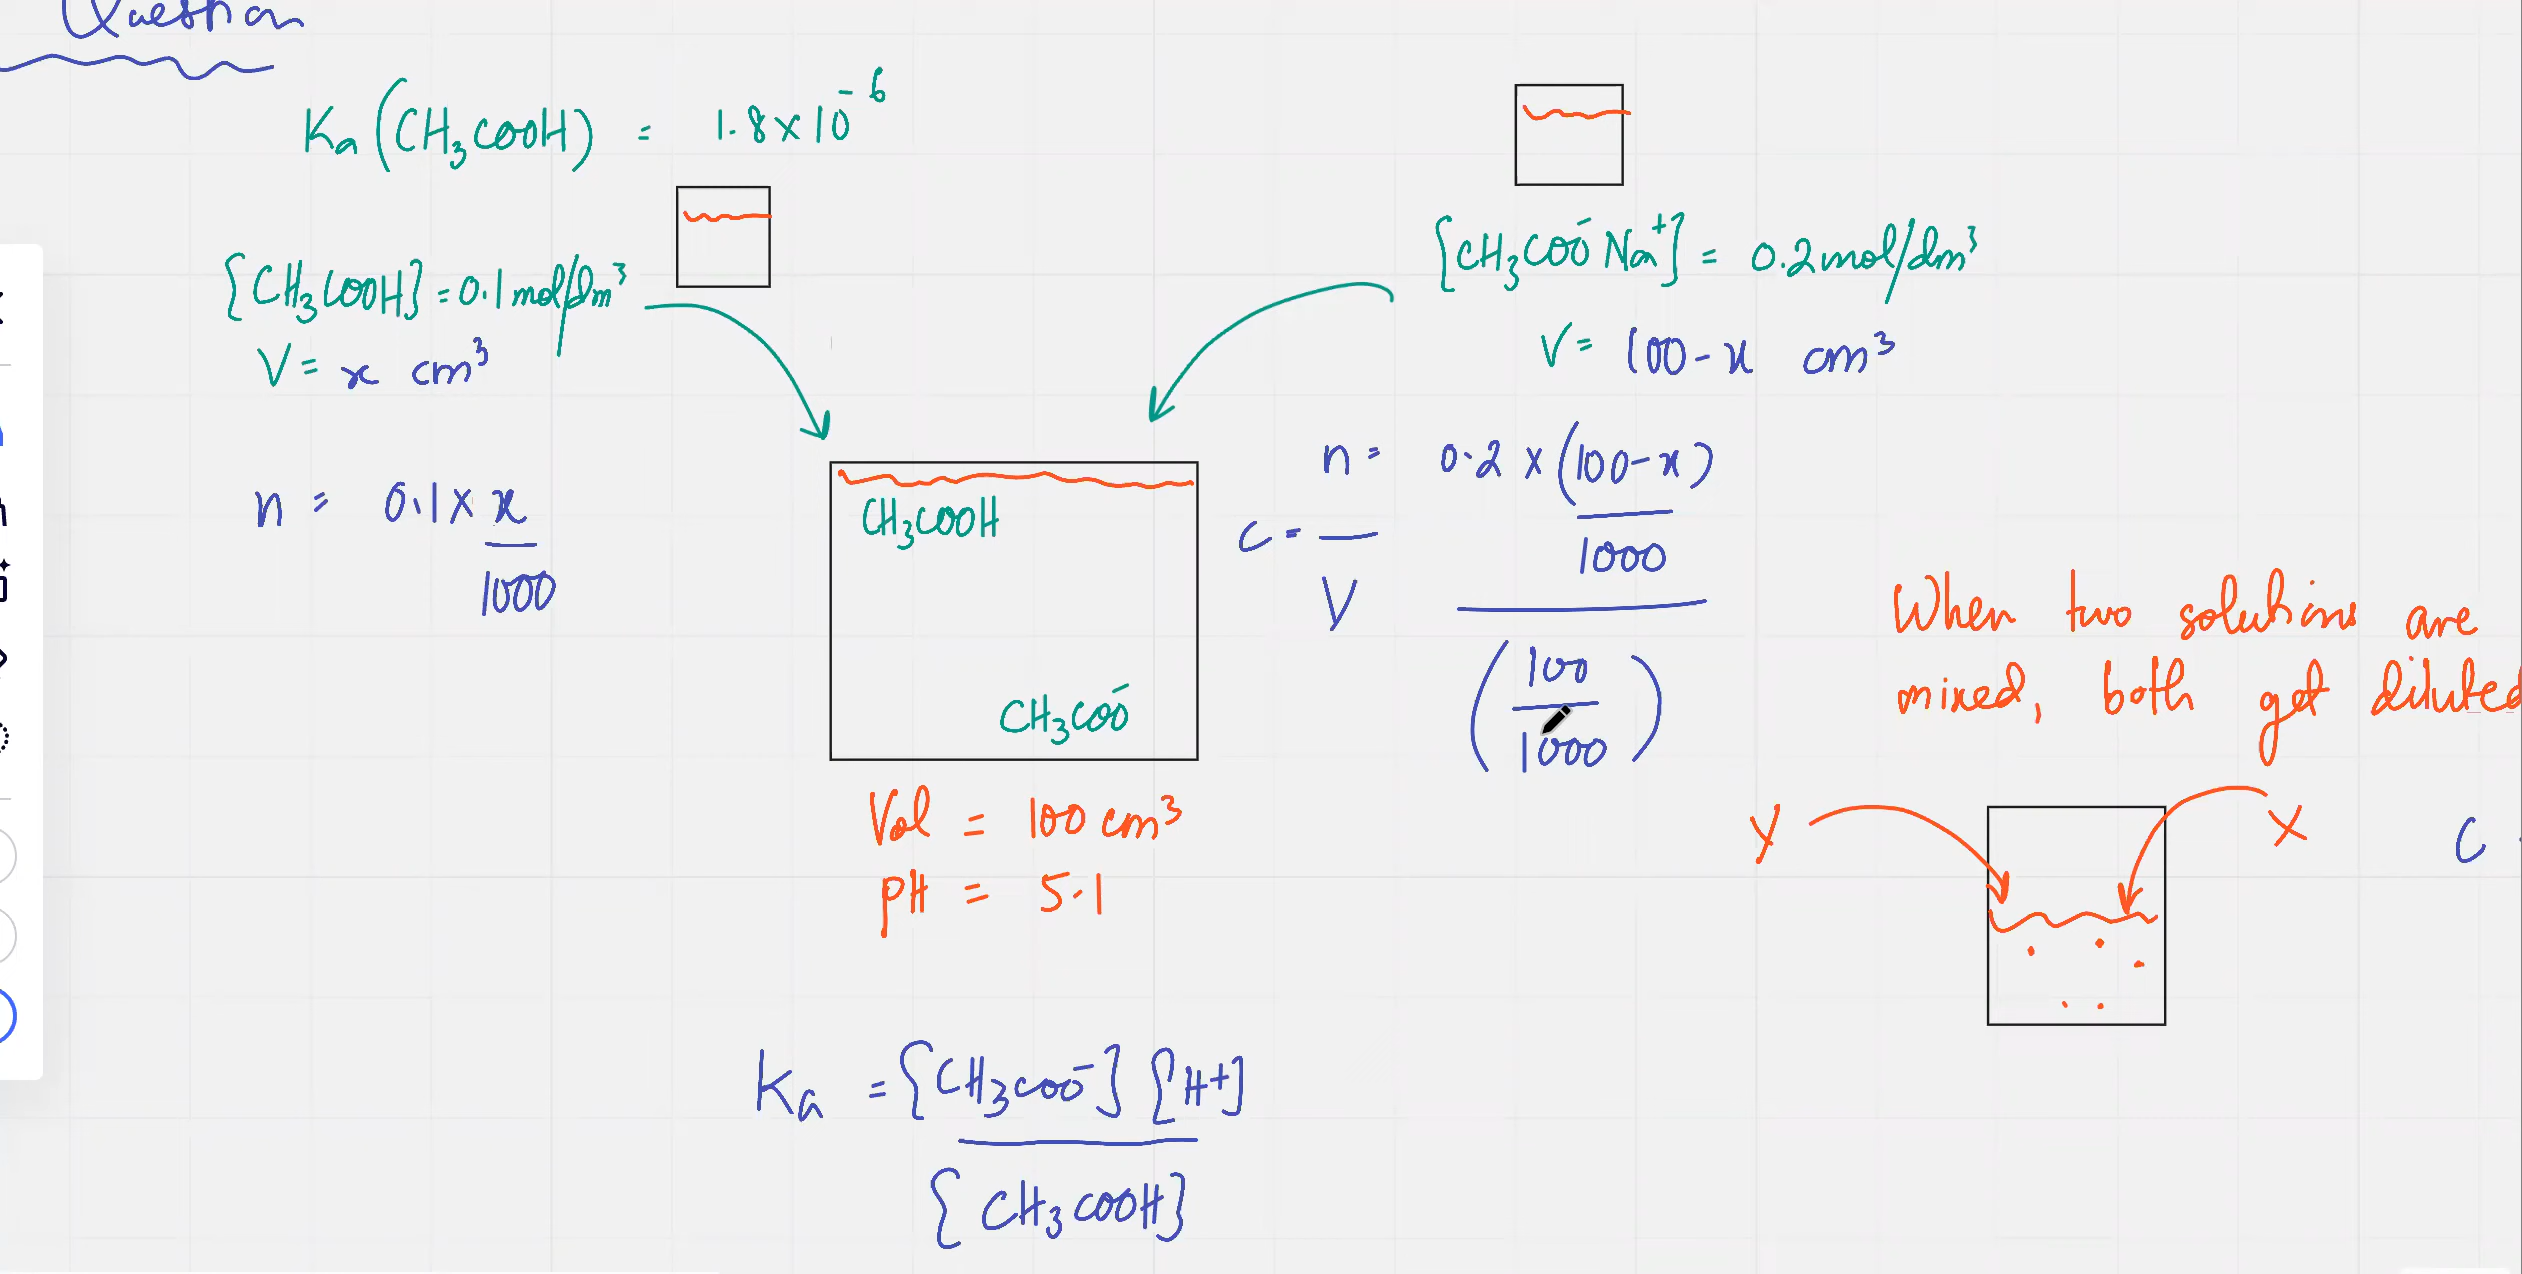 Question
Ka (CH₃COOH) = 1.8×10⁻⁶
{CH₃COOH} = 0.1 mol/dm³
V = x cm³
n = 0.1 × x
1000
[CH₃COO⁻Na⁺] = 0.2 mol/dm³
V = 100 - x cm³
CH₃COOH
CH₃COO⁻
Vol = 100 cm³
pH = 5.1
n = 0.2 × (100 - x)
1000
C =
V
(100
1000)
When two solutions are
mixed, both get diluted
Y
X
C
Ka = [CH₃COO⁻] [H+]
[CH₃COOH]